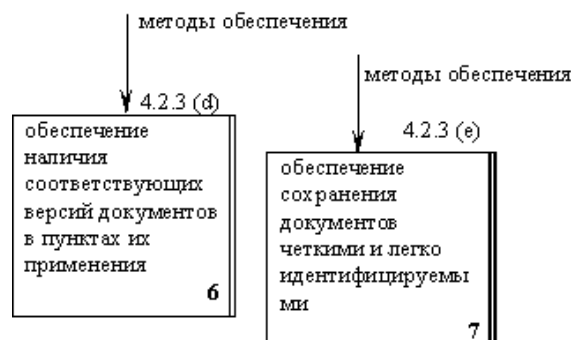 методы обеспечения
4.2.3 (d)
обеспечение
наличия
соответствующих
версий документов
в пунктах их
применения
6
методы обеспечения
4.2.3 (e)
обеспечение
сохранения
документов
четкими и легко
идентифицируемы
ми
7